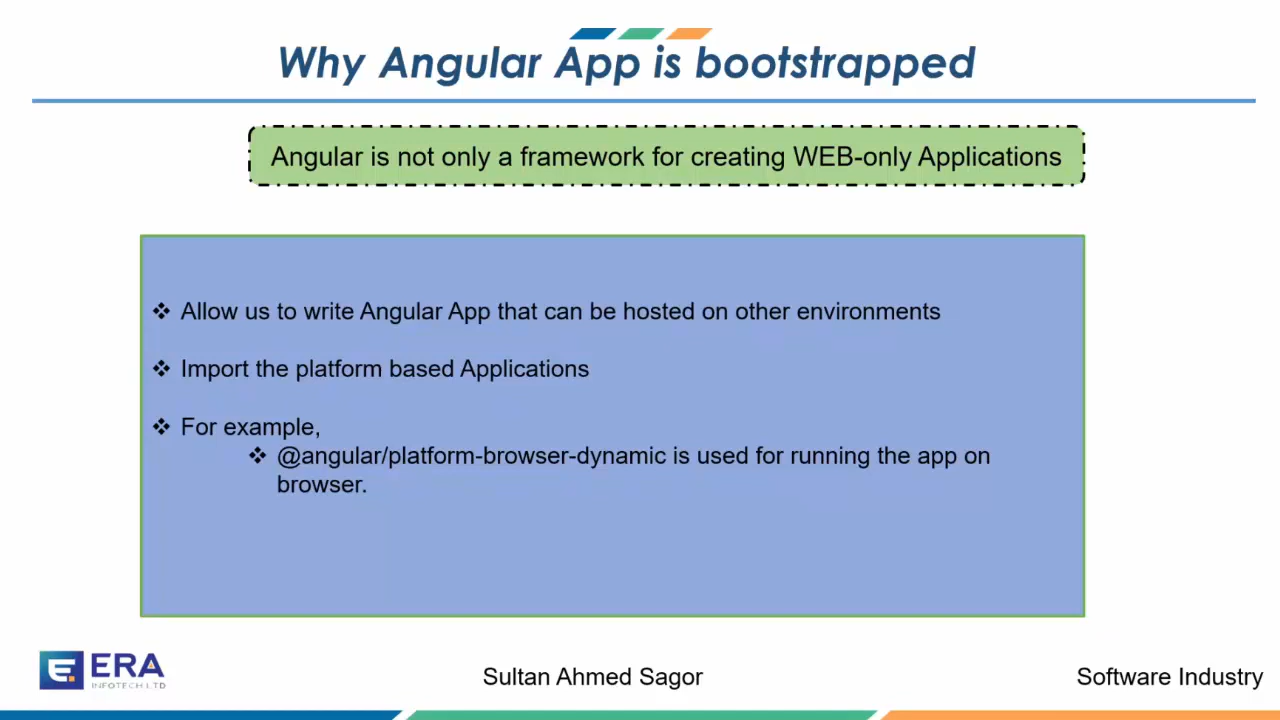 Why Angular App is bootstrapped
Angular is not only a framework for creating WEB-only Applications
❖ Allow us to write Angular App that can be hosted on other environments
❖ Import the platform based Applications
❖ For example,
❖ @angular/platform-browser-dynamic is used for running the app on
browser.
ERA
INFOTECH LTD
Sultan Ahmed Sagor
Software Industry